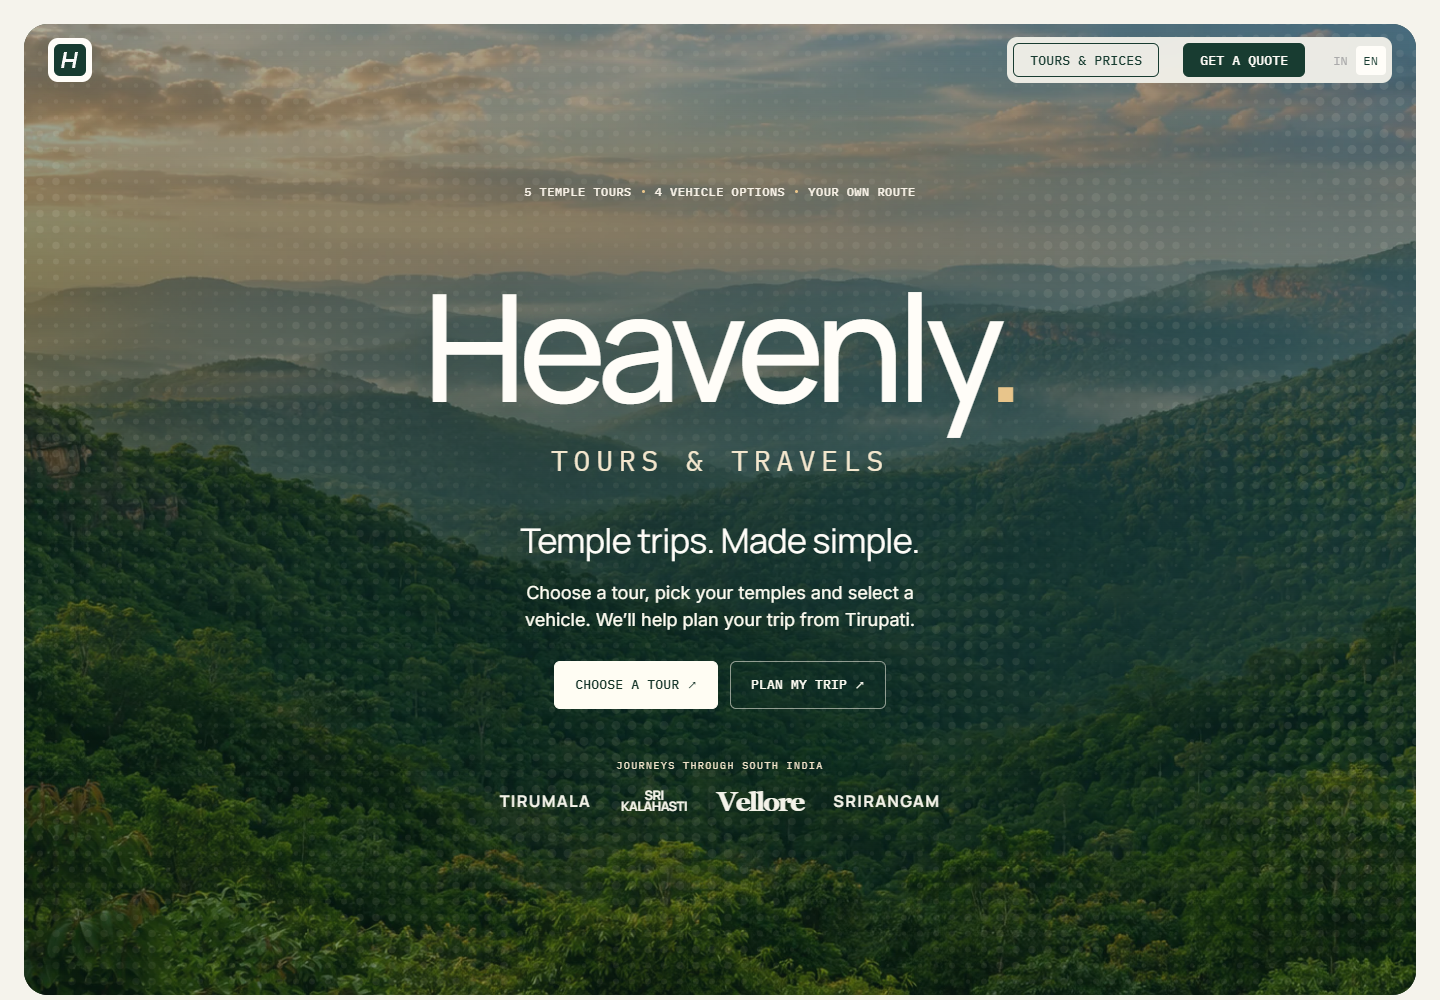 H
TOURS & PRICES
GET A QUOTE
IN
EN
5 TEMPLE TOURS • 4 VEHICLE OPTIONS • YOUR OWN ROUTE
Heavenly.
TOURS & TRAVELS
Temple trips. Made simple.
Choose a tour, pick your temples and select a
vehicle. We’ll help plan your trip from Tirupati.
CHOOSE A TOUR ↗
PLAN MY TRIP ↗
JOURNEYS THROUGH SOUTH INDIA
TIRUMALA
SRI
KALAHASTI
Vellore
SRIRANGAM